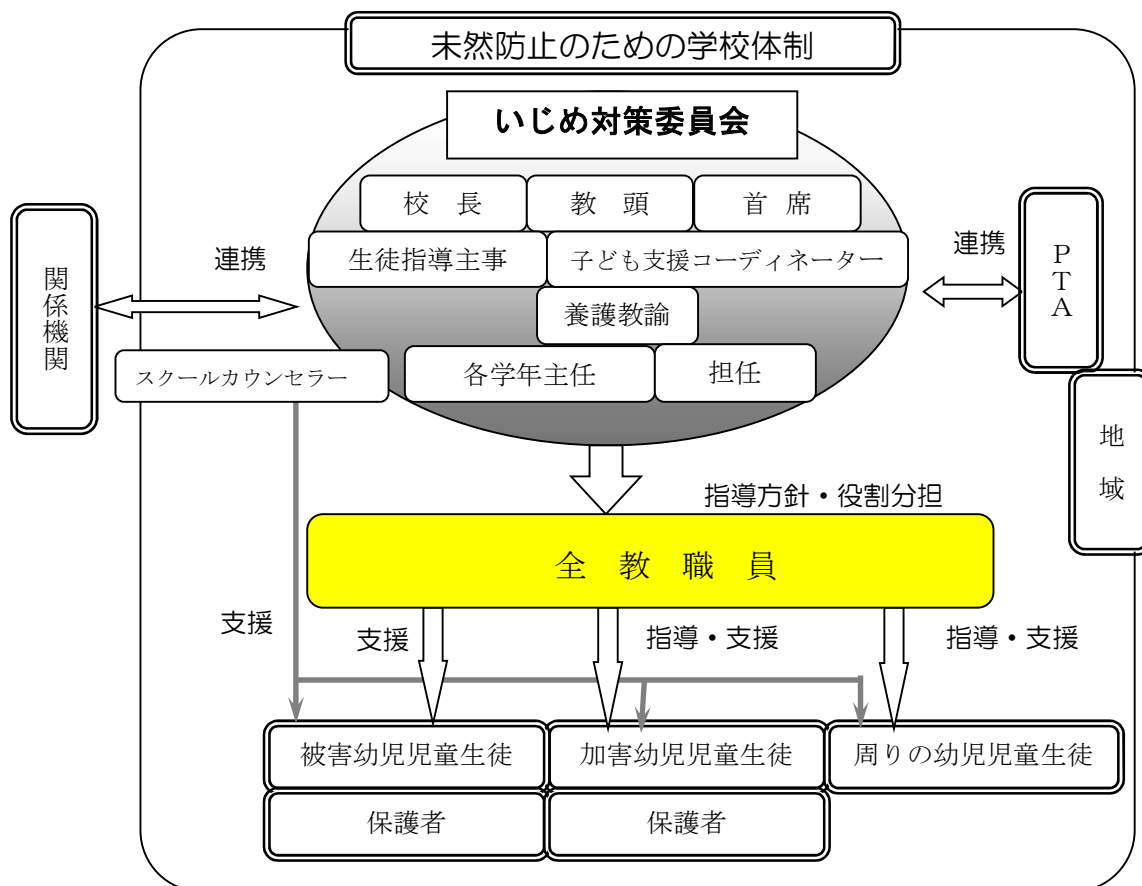 未然防止のための学校体制
いじめ対策委員会
校　長
教　頭
首　席
生徒指導主事
子ども支援コーディネーター
養護教諭
各学年主任
担任
連携
関係機関
スクールカウンセラー
連携
PTA
地域
指導方針・役割分担
全　教　職　員
支援
支援
指導・支援
指導・支援
被害幼児児童生徒
加害幼児児童生徒
周りの幼児児童生徒
保護者
保護者